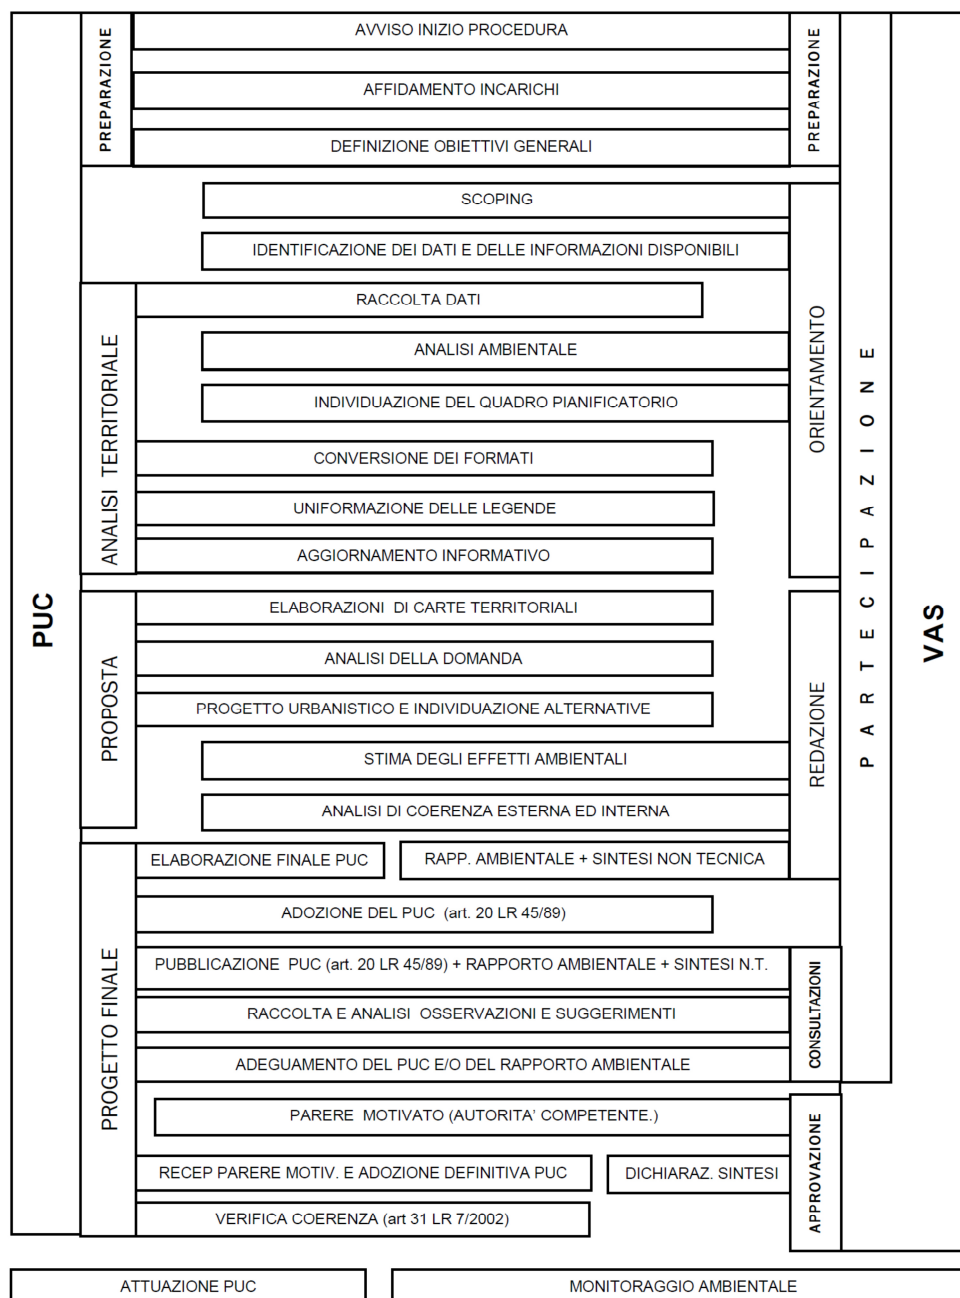 PUC
PREPARAZIONE
AVVISO INIZIO PROCEDURA
AFFIDAMENTO INCARICHI
DEFINIZIONE OBIETTIVI GENERALI
PREPARAZIONE
SCOPING
IDENTIFICAZIONE DEI DATI E DELLE INFORMAZIONI DISPONIBILI
ANALISI TERRITORIALE
RACCOLTA DATI
ANALISI AMBIENTALE
INDIVIDUAZIONE DEL QUADRO PIANIFICATORIO
CONVERSIONE DEI FORMATI
UNIFORMAZIONE DELLE LEGENDE
AGGIORNAMENTO INFORMATIVO
ORIENTAMENTO
PROPOSTA
ELABORAZIONI DI CARTE TERRITORIALI
ANALISI DELLA DOMANDA
PROGETTO URBANISTICO E INDIVIDUAZIONE ALTERNATIVE
STIMA DEGLI EFFETTI AMBIENTALI
ANALISI DI COERENZA ESTERNA ED INTERNA
REDAZIONE
PROGETTO FINALE
ELABORAZIONE FINALE PUC
RAPP. AMBIENTALE + SINTESI NON TECNICA
ADOZIONE DEL PUC (art. 20 LR 45/89)
PUBBLICAZIONE PUC (art. 20 LR 45/89) + RAPPORTO AMBIENTALE + SINTESI N.T.
RACCOLTA E ANALISI OSSERVAZIONI E SUGGERIMENTI
ADEGUAMENTO DEL PUC E/O DEL RAPPORTO AMBIENTALE
CONSULTAZIONI
PARERE MOTIVATO (AUTORITA' COMPETENTE.)
RECEP PARERE MOTIV. E ADOZIONE DEFINITIVA PUC
DICHIARAZ. SINTESI
VERIFICA COERENZA (art 31 LR 7/2002)
APPROVAZIONE
PARTECIPAZIONE
VAS
ATTUAZIONE PUC
MONITORAGGIO AMBIENTALE